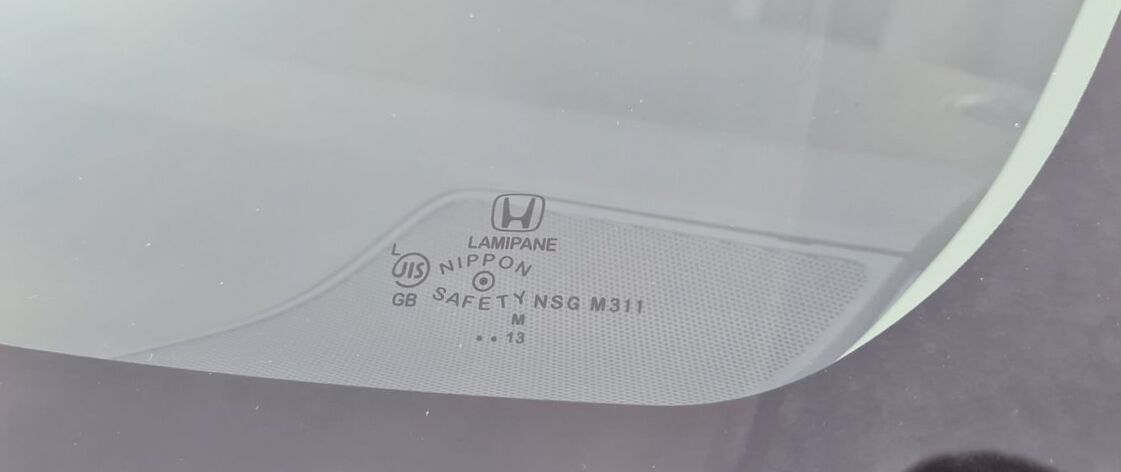 LAMIPANE
L
JIS NIPPON
GB SAFETY NSG M311
M
•• 13